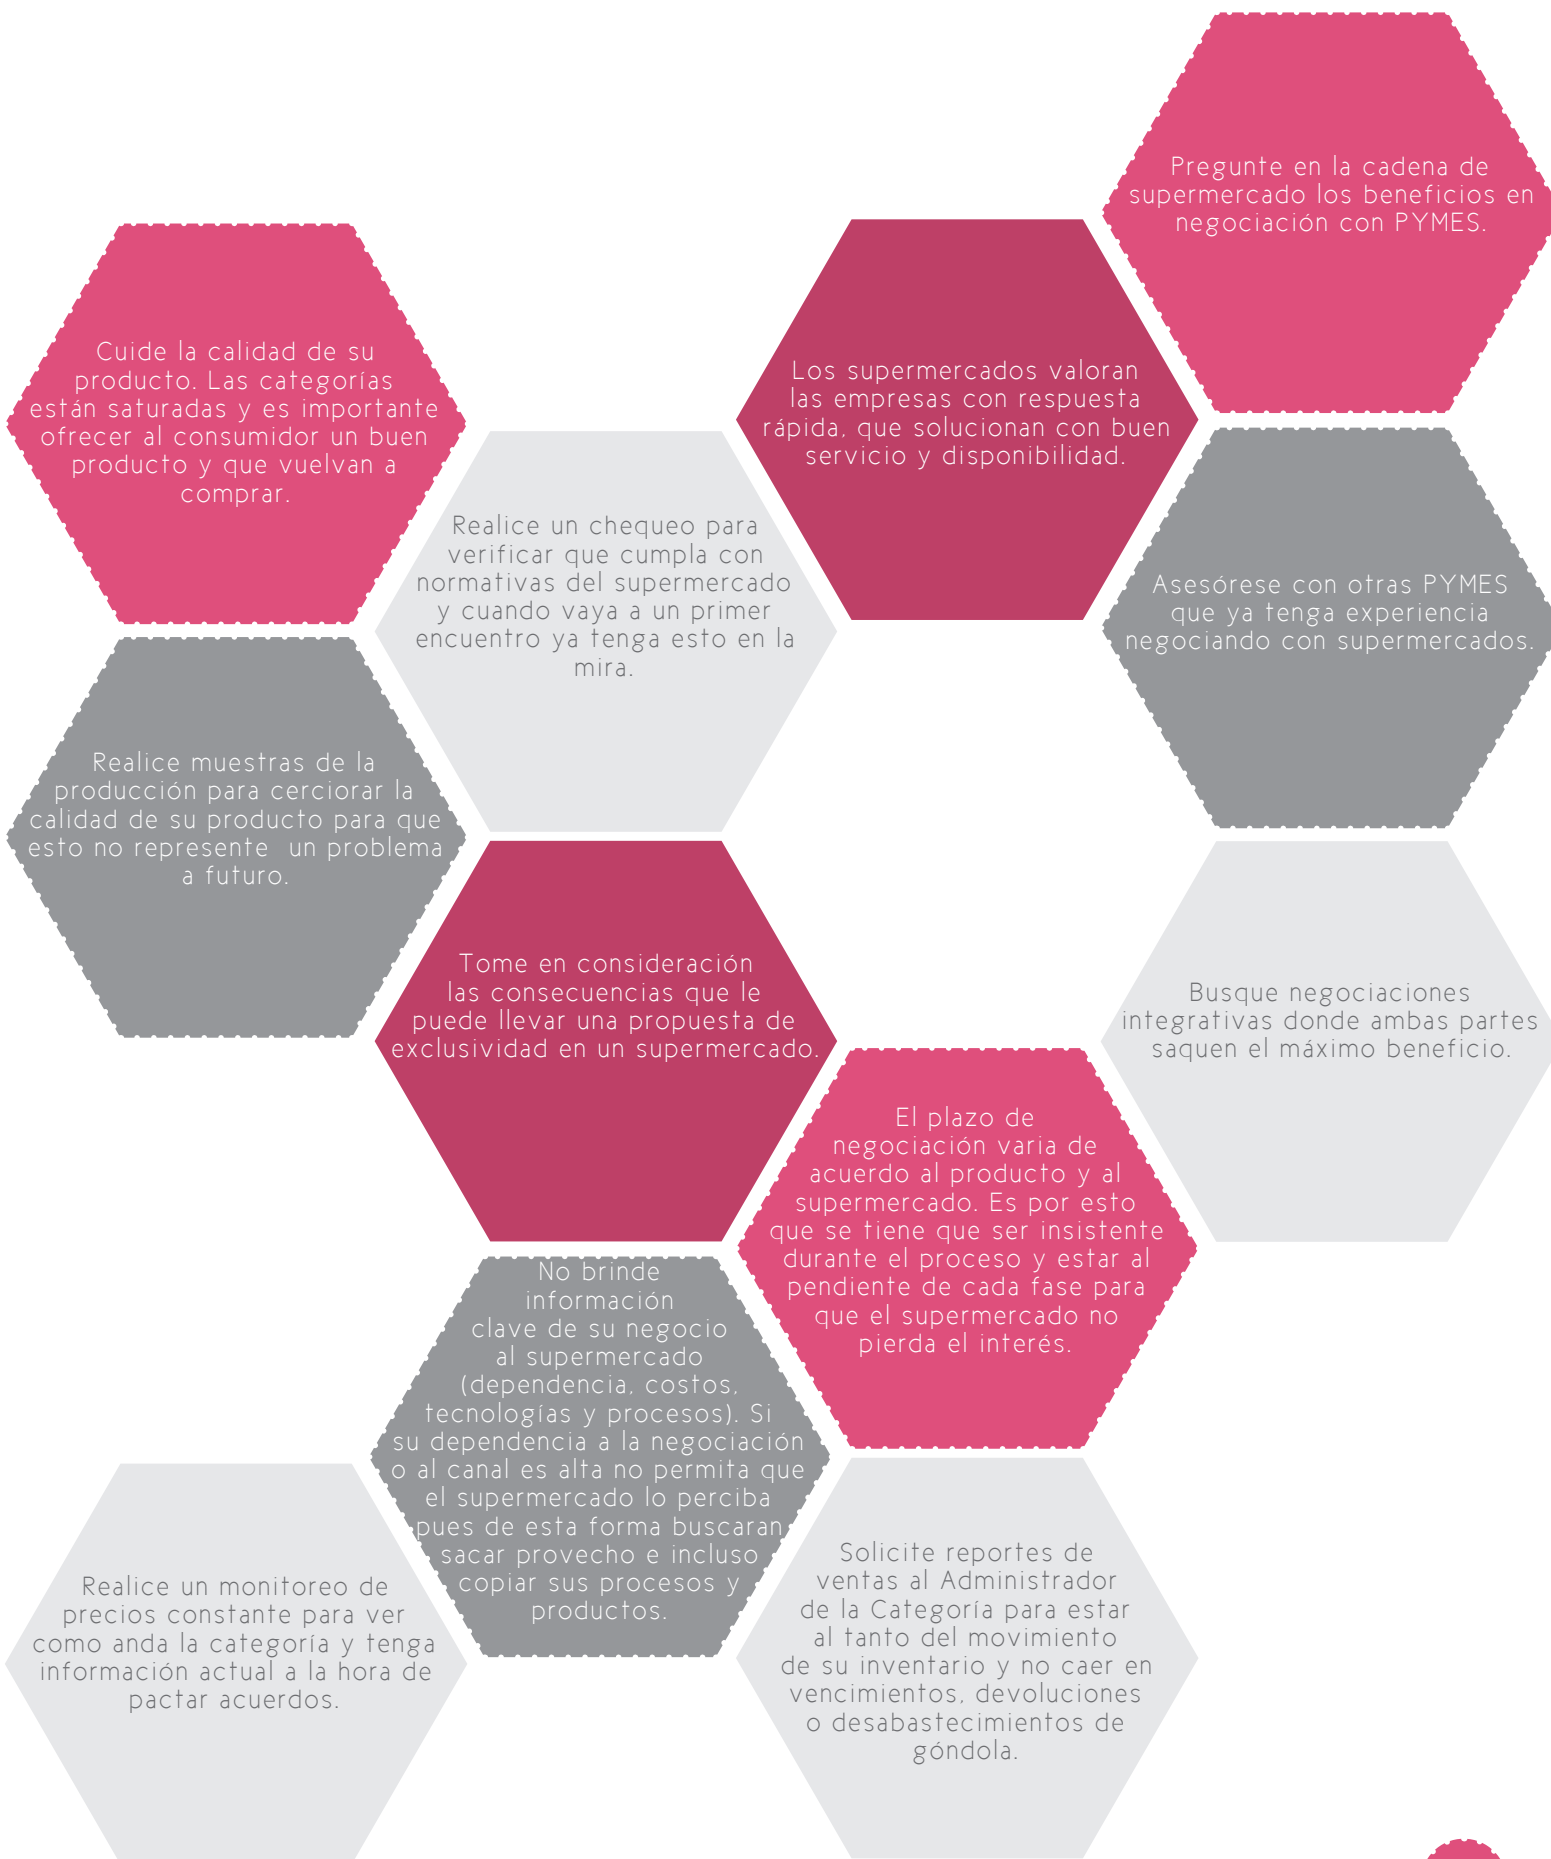 Pregunte en la cadena de
supermercado los beneficios en
negociación con PYMES.
Cuide la calidad de su
producto. Las categorías
están saturadas y es importante
ofrecer al consumidor un buen
producto y que vuelvan a
comprar.
Los supermercados valoran
las empresas con respuesta
rápida, que solucionan con buen
servicio y disponibilidad.
Realice un chequeo para
verificar que cumpla con
normativas del supermercado
y cuando vaya a un primer
encuentro ya tenga esto en la
mira.
Asesórese con otras PYMES
que ya tenga experiencia
negociando con supermercados.
Realice muestras de la
producción para cerciorar la
calidad de su producto para que
esto no represente un problema
a futuro.
Tome en consideración
las consecuencias que le
puede llevar una propuesta de
exclusividad en un supermercado.
Busque negociaciones
integrativas donde ambas partes
saquen el máximo beneficio.
El plazo de
negociación varia de
acuerdo al producto y al
supermercado. Es por esto
que se tiene que ser insistente
durante el proceso y estar al
pendiente de cada fase para
que el supermercado no
pierda el interés.
No brinde
información
clave de su negocio
al supermercado
(dependencia, costos,
tecnologías y procesos). Si
su dependencia a la negociación
o al canal es alta no permita que
el supermercado lo perciba
pues de esta forma buscaran
sacar provecho e incluso
copiar sus procesos y
productos.
Solicite reportes de
ventas al Administrador
de la Categoría para estar
al tanto del movimiento
de su inventario y no caer en
vencimientos, devoluciones
o desabastecimientos de
góndola.
Realice un monitoreo de
precios constante para ver
como anda la categoría y tenga
información actual a la hora de
pactar acuerdos.